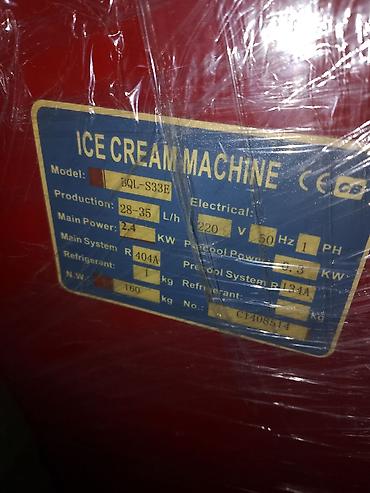 ICE CREAM MACHINE
Model: BQL-S33E CE CB
Production: 28-35 L/h Electrical: 220 V 50 Hz 1 PH
Main Power: 2.4 KW Precool Power: 0.3 KW
Main System Refrigerant: R 404A 1 kg Precool System Refrigerant: R 134A kg
N.W.: 160 kg No.: C1408514